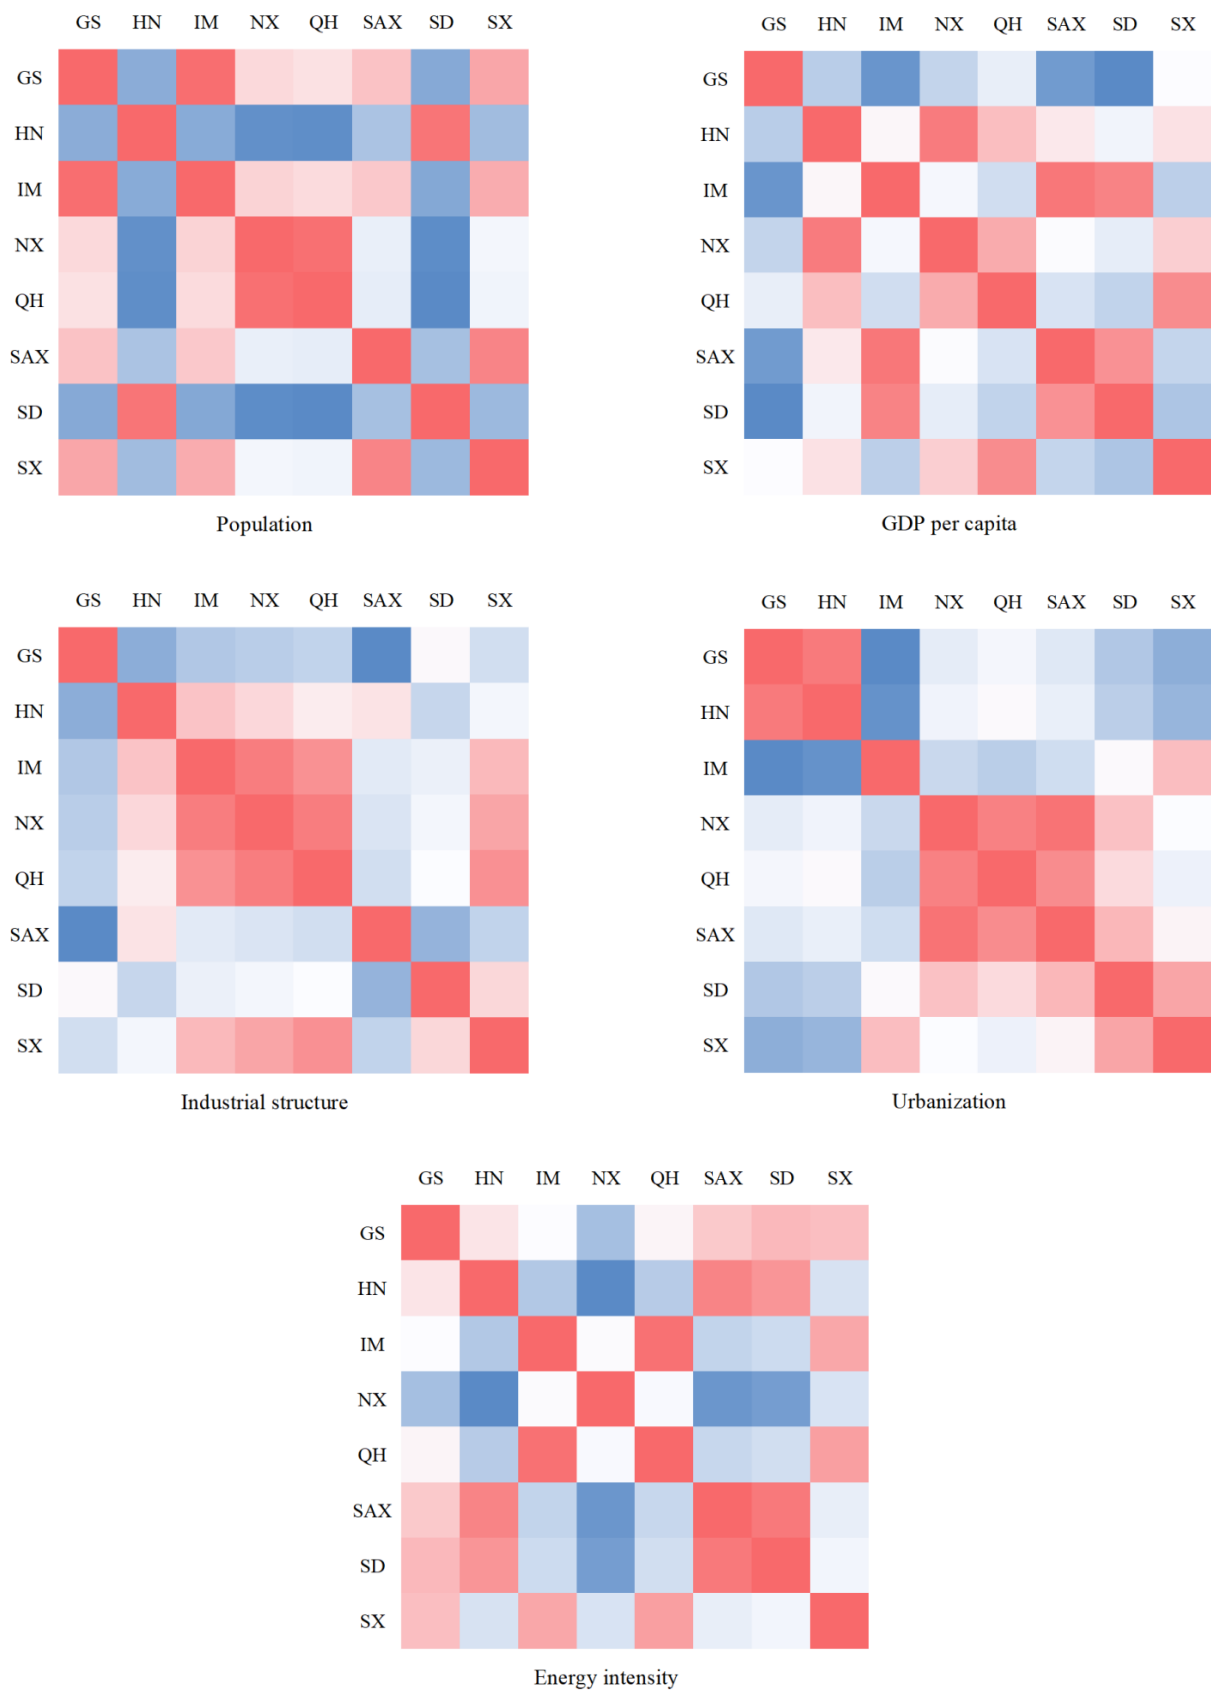 GS HN IM NX QH SAX SD SX
GS
HN
IM
NX
QH
SAX
SD
SX
Population
GS HN IM NX QH SAX SD SX
GS
HN
IM
NX
QH
SAX
SD
SX
GDP per capita
GS HN IM NX QH SAX SD SX
GS
HN
IM
NX
QH
SAX
SD
SX
Industrial structure
GS HN IM NX QH SAX SD SX
GS
HN
IM
NX
QH
SAX
SD
SX
Urbanization
GS HN IM NX QH SAX SD SX
GS
HN
IM
NX
QH
SAX
SD
SX
Energy intensity